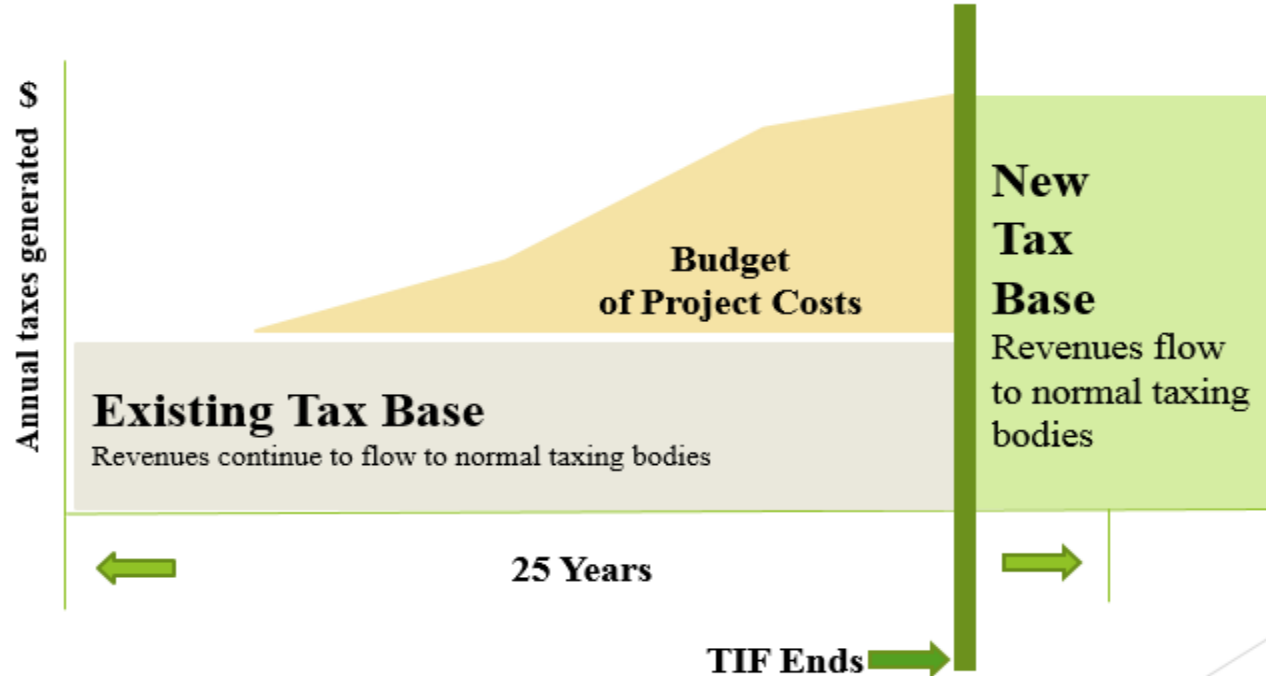 Annual taxes generated $
Budget
of Project Costs
Existing Tax Base
Revenues continue to flow to normal taxing bodies
New
Tax
Base
Revenues flow
to normal taxing
bodies
25 Years
TIF Ends